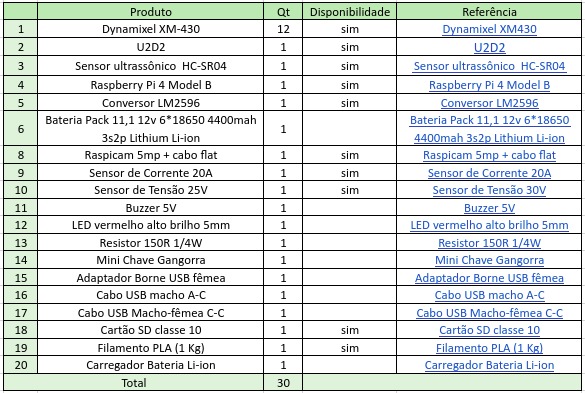 Produto Qt Disponibilidade Referência
1 Dynamixel XM-430 12 sim Dynamixel XM430
2 U2D2 1 sim U2D2
3 Sensor ultrassônico HC-SR04 1 sim Sensor ultrassônico HC-SR04
4 Raspberry Pi 4 Model B 1 sim Raspberry Pi 4 Model B
5 Conversor LM2596 1 sim Conversor LM2596
6 Bateria Pack 11,1 12v 6*18650 4400mah 3s2p Lithium Li-ion 1 Bateria Pack 11,1 12v 6*18650 4400mah 3s2p Lithium Li-ion
8 Raspicam 5mp + cabo flat 1 sim Raspicam 5mp + cabo flat
9 Sensor de Corrente 20A 1 sim Sensor de Corrente 20A
10 Sensor de Tensão 25V 1 sim Sensor de Tensão 30V
11 Buzzer 5V 1 Buzzer 5V
12 LED vermelho alto brilho 5mm 1 LED vermelho alto brilho 5mm
13 Resistor 150R 1/4W 1 Resistor 150R 1/4W
14 Mini Chave Gangorra 1 Mini Chave Gangorra
15 Adaptador Borne USB fêmea 1 Adaptador Borne USB fêmea
16 Cabo USB macho A-C 1 Cabo USB macho A-C
17 Cabo USB Macho-fêmea C-C 1 Cabo USB Macho-fêmea C-C
18 Cartão SD classe 10 1 sim Cartão SD classe 10
19 Filamento PLA (1 Kg) 1 sim Filamento PLA (1 Kg)
20 Carregador Bateria Li-ion 1 Carregador Bateria Li-ion
Total 30